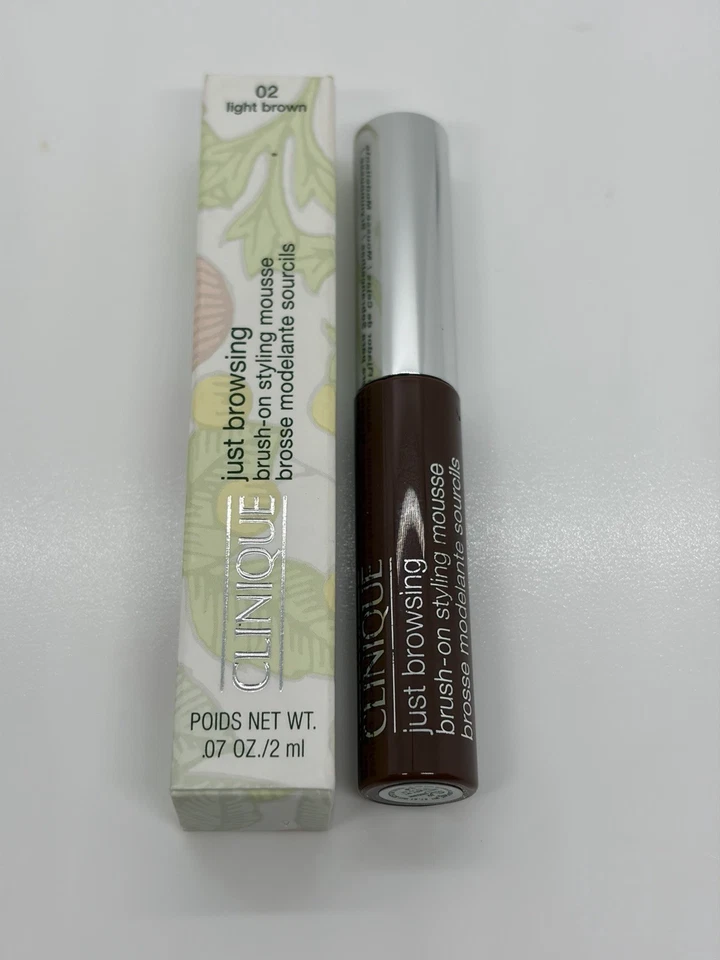 02
light brown
CLINIQUE
just browsing
brush-on styling mousse
brosse modelante sourcils
POIDS NET WT.
.07 OZ./2 ml
CLINIQUE
just browsing
brush-on styling mousse
brosse modelante sourcils